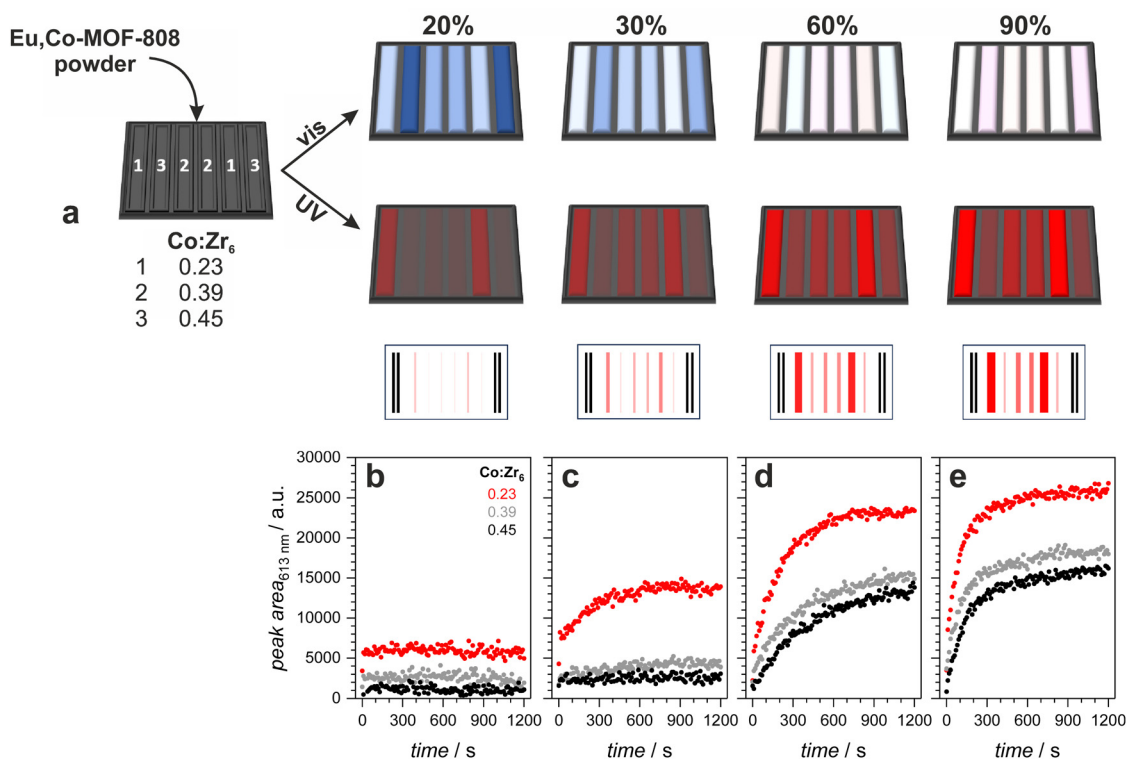 20%
30%
60%
90%
Eu,Co-MOF-808
powder
vis
1 3 2 2 1 3
UV
a
Co:Zr₆
1 0.23
2 0.39
3 0.45
30000
25000
20000
15000
10000
5000
0
peak area₆₁₃ ₙₘ / a.u.
b
Co:Zr₆
0.23
0.39
0.45
c
d
e
0 300 600 900 1200
0 300 600 900 1200
0 300 600 900 1200
0 300 600 900 1200
time / s
time / s
time / s
time / s